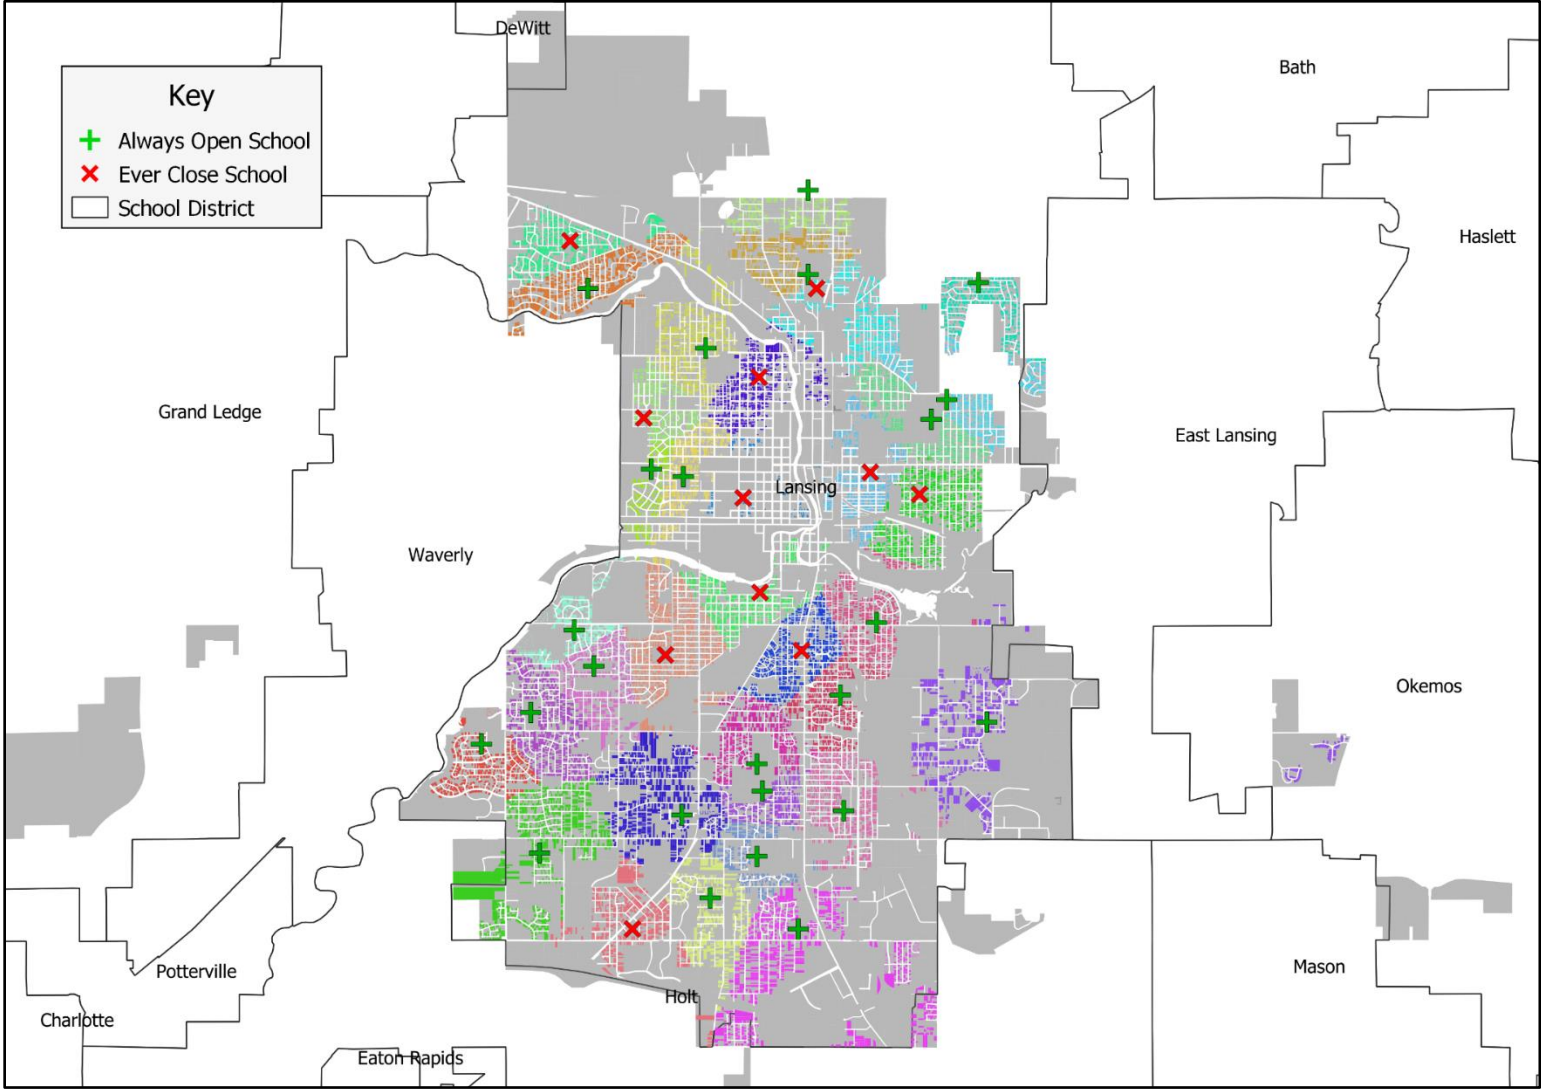 DeWitt
Bath
Key
Always Open School
Ever Close School
School District
Haslett
Grand Ledge
East Lansing
Lansing
Waverly
Okemos
Potterville
Mason
Holt
Charlotte
Eaton Rapids